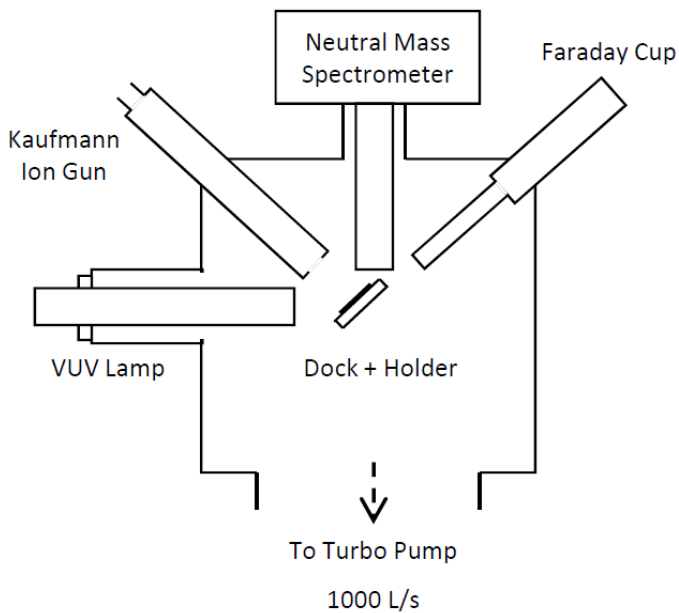 Neutral Mass
Spectrometer
Faraday Cup
Kaufmann
Ion Gun
VUV Lamp
Dock + Holder
To Turbo Pump
1000 L/s